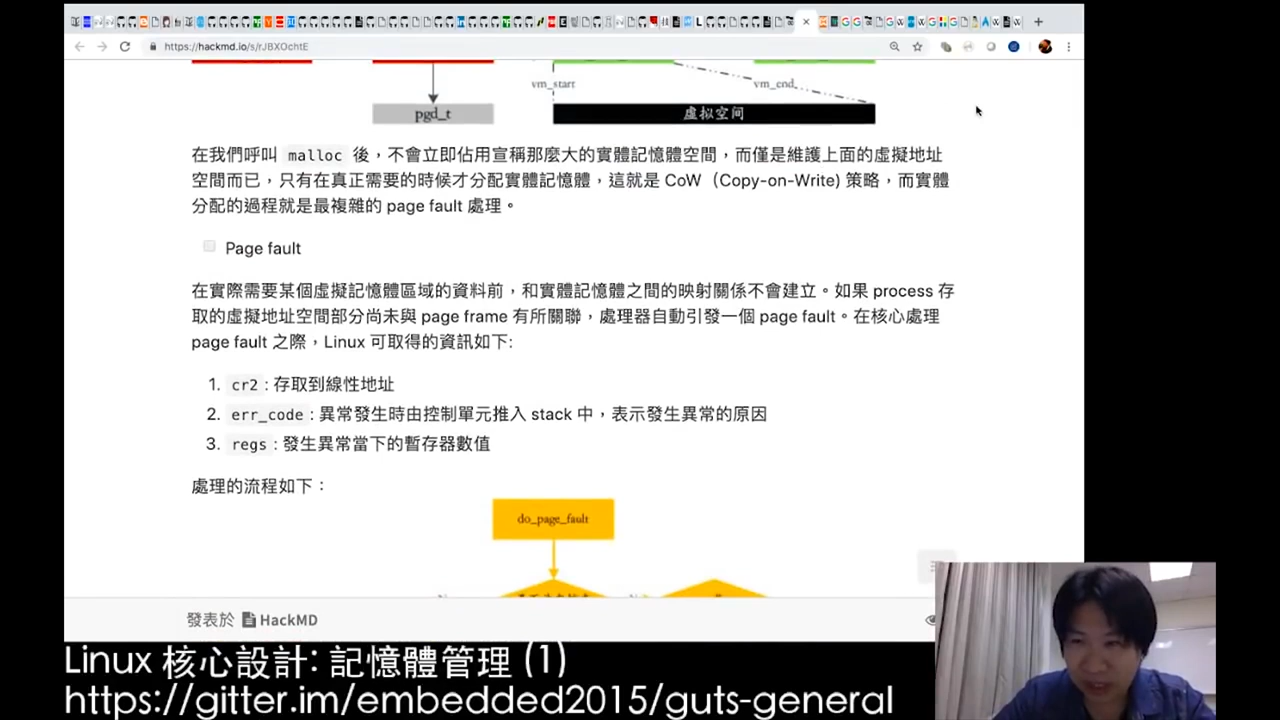 https://hackmd.io/s/rJBXOchtE
vm_start
vm_end
pgd_t
虚拟空间
在我們呼叫 malloc 後，不會立即佔用宣稱那麼大的實體記憶體空間，而僅是維護上面的虛擬地址
空間而已，只有在真正需要的時候才分配實體記憶體，這就是 CoW（Copy-on-Write) 策略，而實體
分配的過程就是最複雜的 page fault 處理。
Page fault
在實際需要某個虛擬記憶體區域的資料前，和實體記憶體之間的映射關係不會建立。如果 process 存
取的虛擬地址空間部分尚未與 page frame 有所關聯，處理器自動引發一個 page fault。在核心處理
page fault 之際，Linux 可取得的資訊如下:
1. cr2 : 存取到線性地址
2. err_code : 異常發生時由控制單元推入 stack 中，表示發生異常的原因
3. regs : 發生異常當下的暫存器數值
處理的流程如下：
do_page_fault
發表於 HackMD
Linux 核心設計: 記憶體管理 (1)
https://gitter.im/embedded2015/guts-general